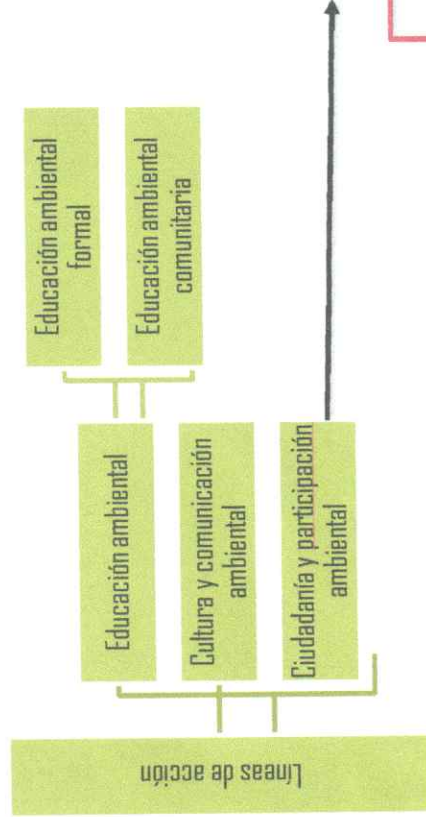 Líneas de acción
Educación ambiental
Cultura y comunicación
ambiental
Ciudadanía y participación
ambiental
Educación ambiental
formal
Educación ambiental
comunitaria